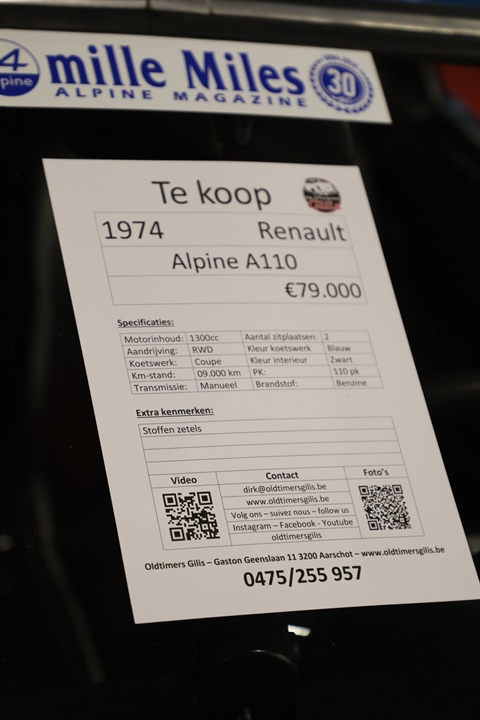 4
pine
mille Miles
30
ALPINE MAGAZINE
Te koop
1974 Renault
Alpine A110
€79.000
Specificaties:
Motorinhoud: 1300cc Aantal zitplaatsen: 2
Aandrijving: RWD Kleur koetswerk Blauw
Koetswerk: Coupe Kleur interieur Zwart
Km-stand: 09.000 km PK: 110 pk
Transmissie: Manueel Brandstof: Benzine
Extra kenmerken:
Stoffen zetels
Video Contact Foto's
dirk@oldtimersgilis.be
www.oldtimersgilis.be
Volg ons – suivez nous – follow us
Instagram – Facebook - Youtube
oldtimersgilis
Oldtimers Gilis – Gaston Geenslaan 11 3200 Aarschot – www.oldtimersgilis.be
0475/255 957